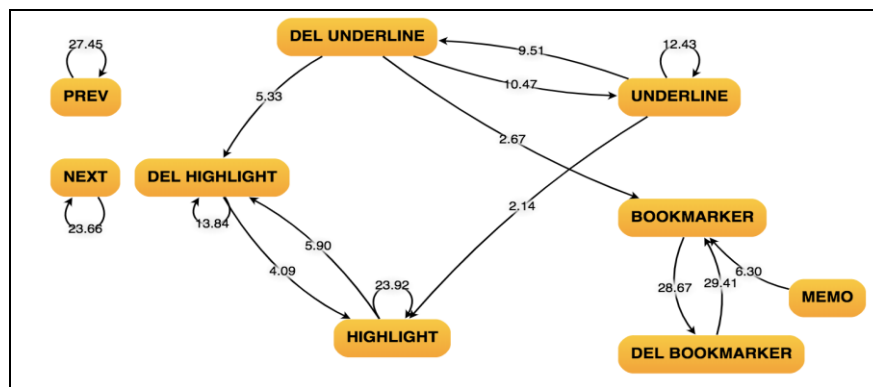 DEL UNDERLINE
27.45
9.51
12.43
PREV
10.47
UNDERLINE
5.33
2.67
NEXT
DEL HIGHLIGHT
2.14
BOOKMARKER
23.66
13.84
5.90
4.09
6.30
23.92
28.67
29.41
MEMO
HIGHLIGHT
DEL BOOKMARKER